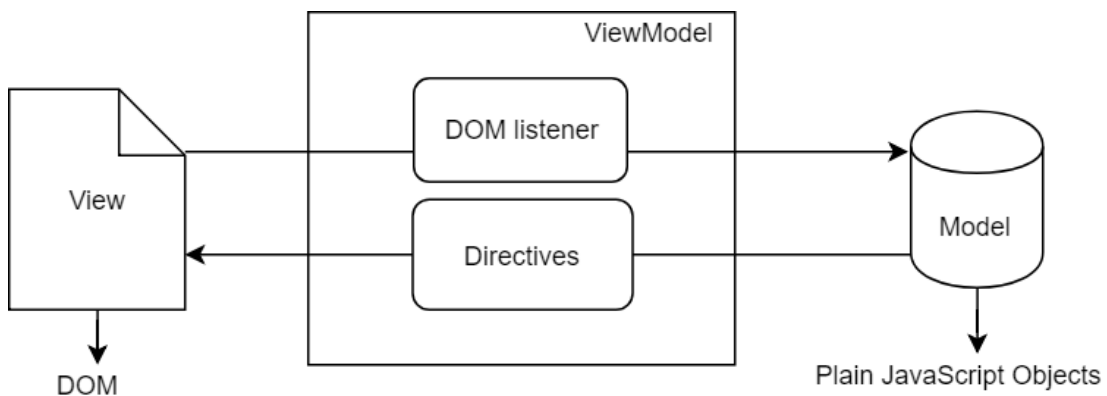 ViewModel
DOM listener
View
Directives
Model
DOM
Plain JavaScript Objects